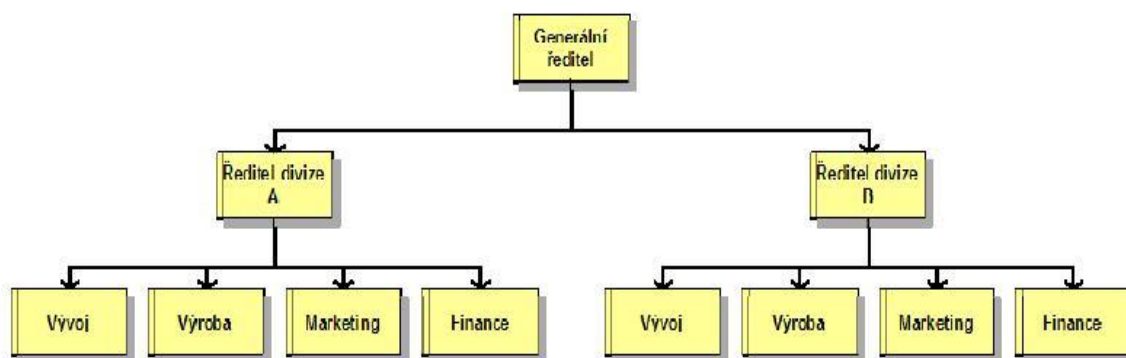 Generální
ředitel
Ředitel divize
A
Ředitel divize
B
Vývoj
Výroba
Marketing
Finance
Vývoj
Výroba
Marketing
Finance